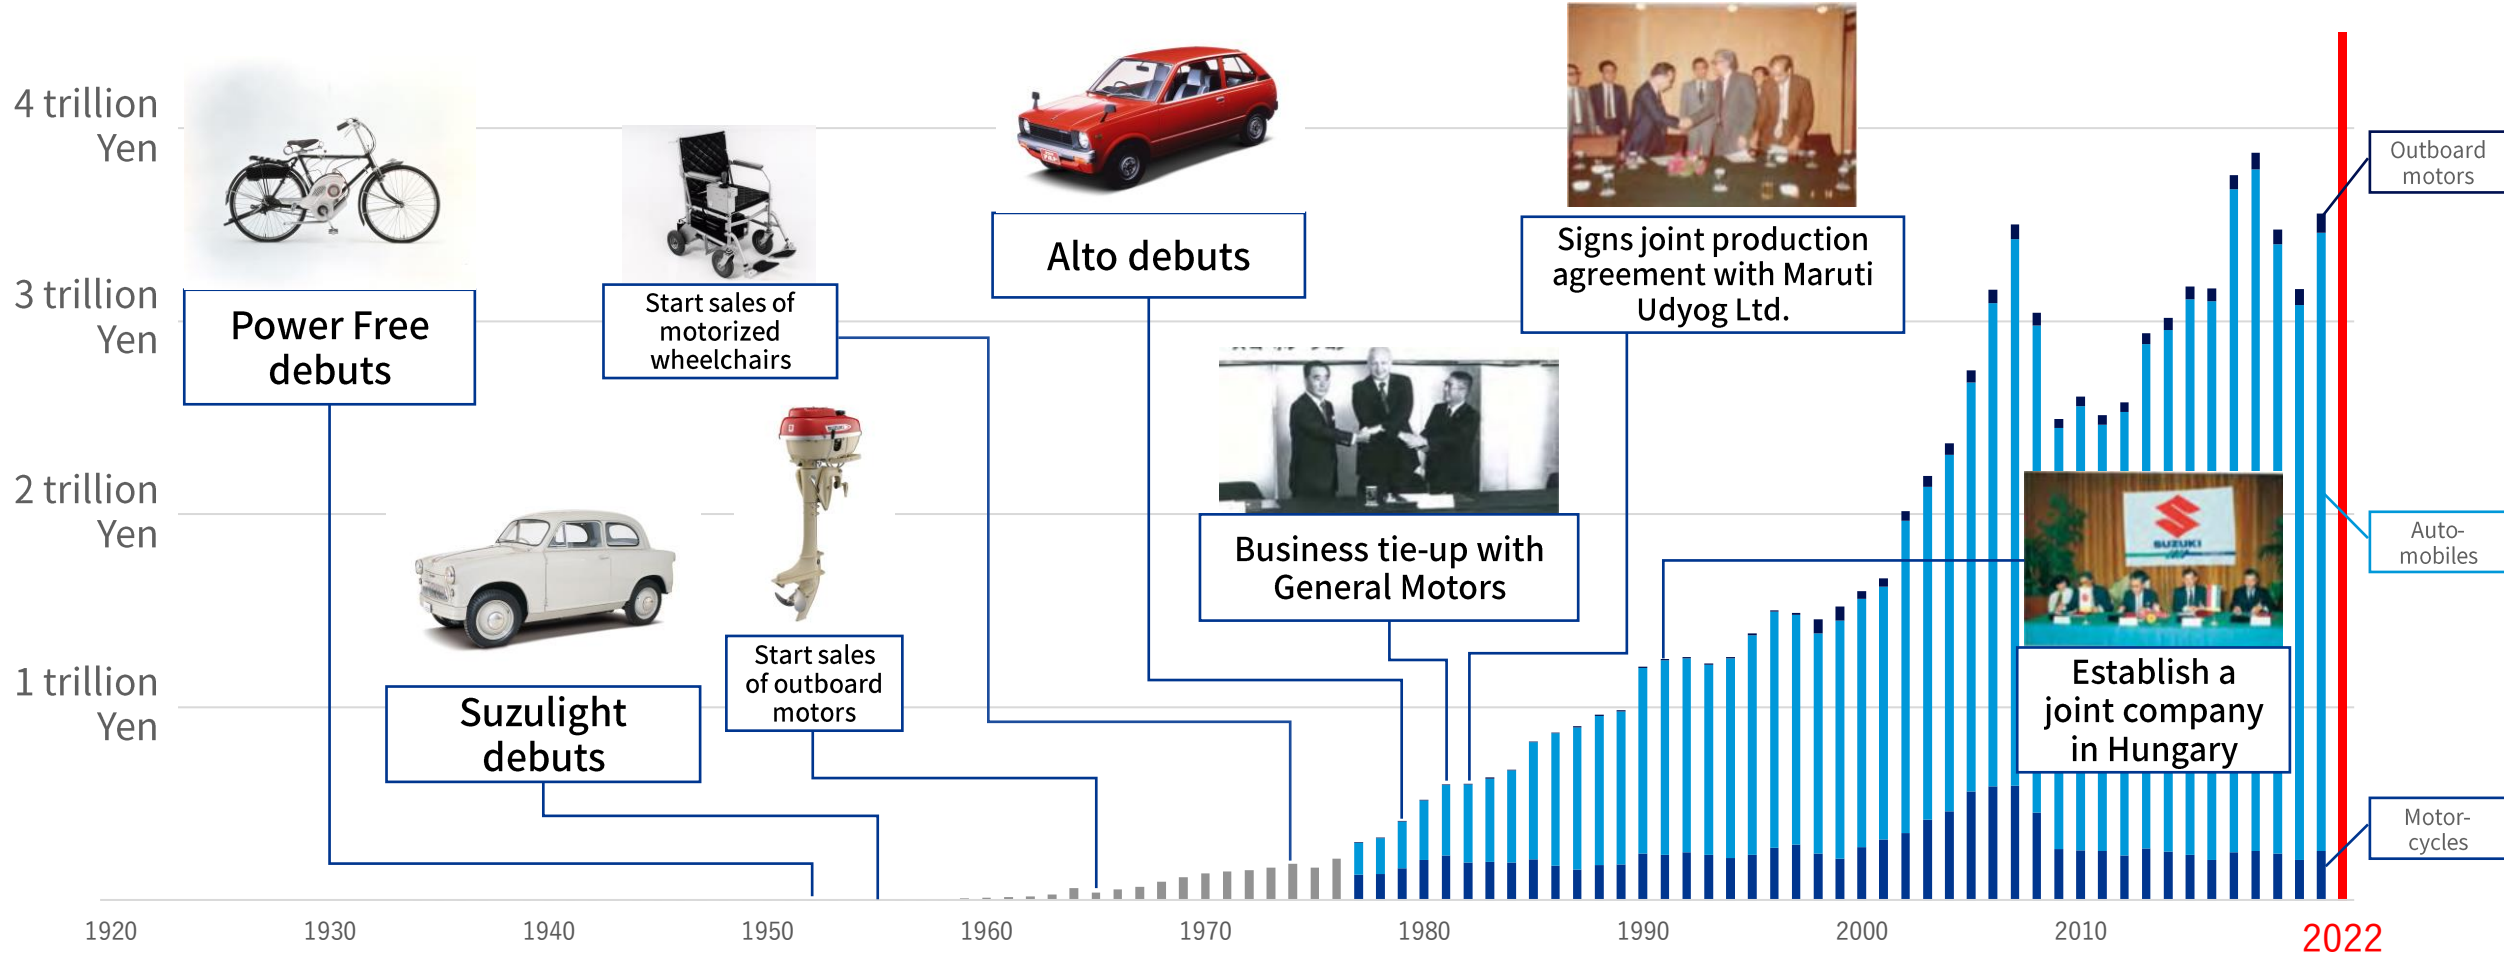 4 trillion
Yen
3 trillion
Yen
2 trillion
Yen
1 trillion
Yen
Power Free
debuts
Start sales of
motorized
wheelchairs
Alto debuts
Signs joint production
agreement with Maruti
Udyog Ltd.
Outboard
motors
Business tie-up with
General Motors
SUZUKI
Auto-
mobiles
Suzulight
debuts
Start sales
of outboard
motors
Establish a
joint company
in Hungary
Motor-
cycles
1920
1930
1940
1950
1960
1970
1980
1990
2000
2010
2022